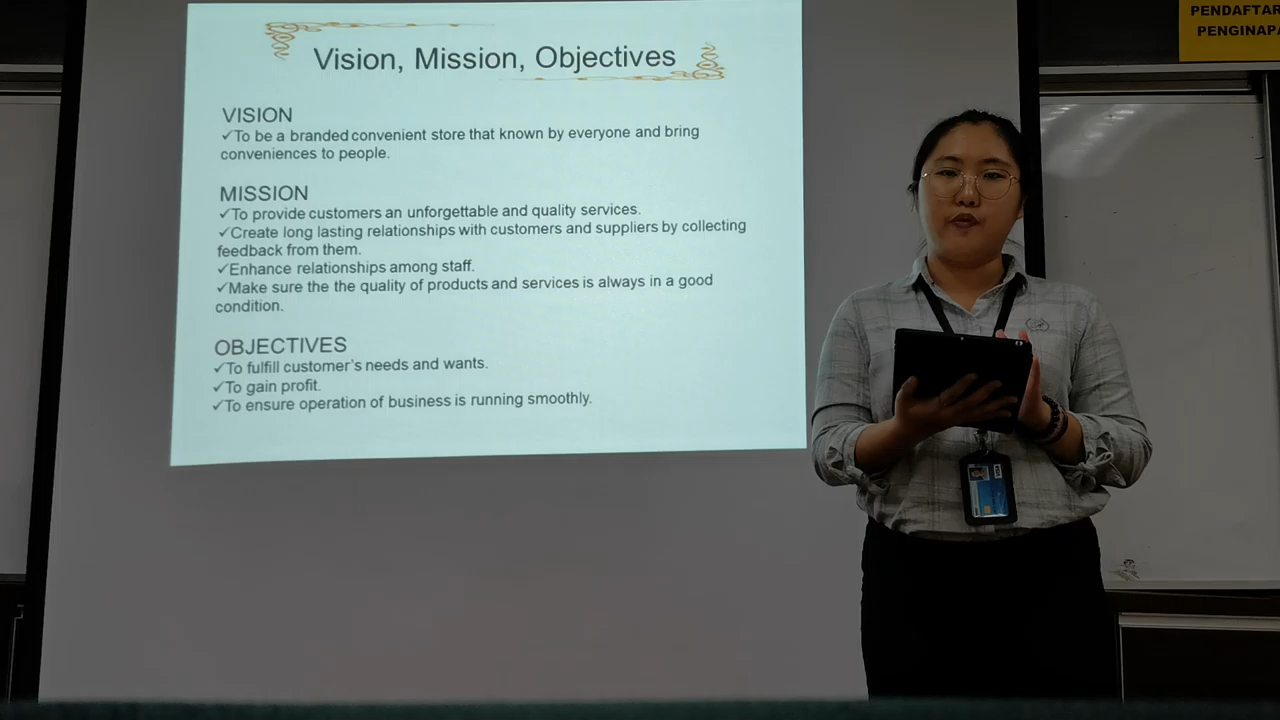 Vision, Mission, Objectives
VISION
✓To be a branded convenient store that known by everyone and bring
conveniences to people.
MISSION
✓To provide customers an unforgettable and quality services.
✓Create long lasting relationships with customers and suppliers by collecting
feedback from them.
✓Enhance relationships among staff.
✓Make sure the the quality of products and services is always in a good
condition.
OBJECTIVES
✓To fulfill customer's needs and wants.
✓To gain profit.
✓To ensure operation of business is running smoothly.
PENDAFTAR
PENGINAPA